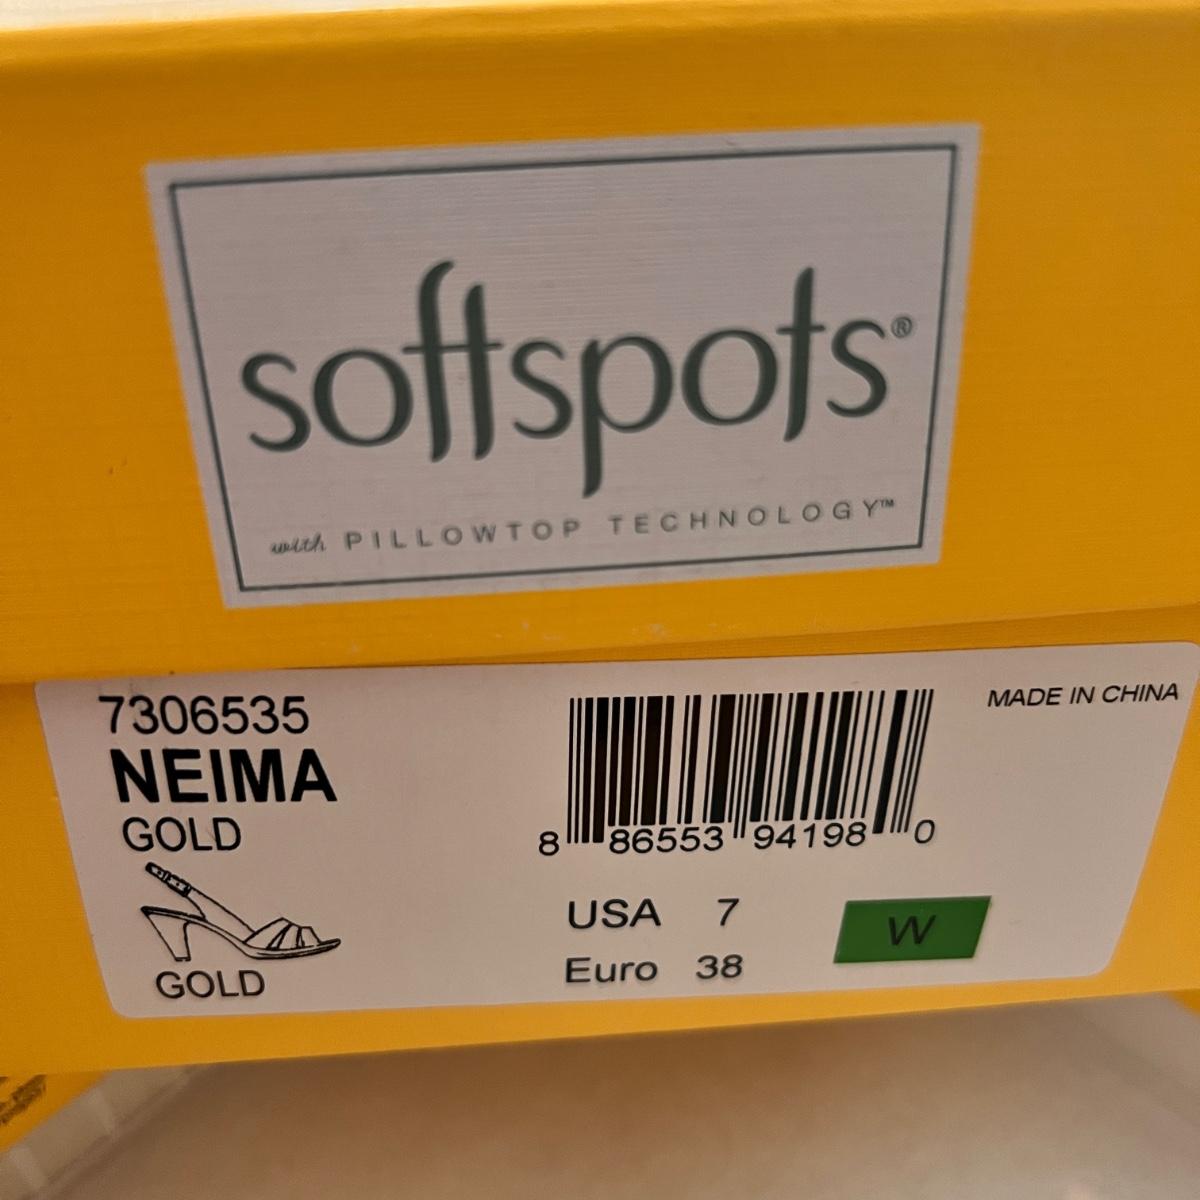 softspots®
with PILLOWTOP TECHNOLOGY™
7306535
NEIMA
GOLD
GOLD
8 86553 94198 0
USA 7
Euro 38
W
MADE IN CHINA